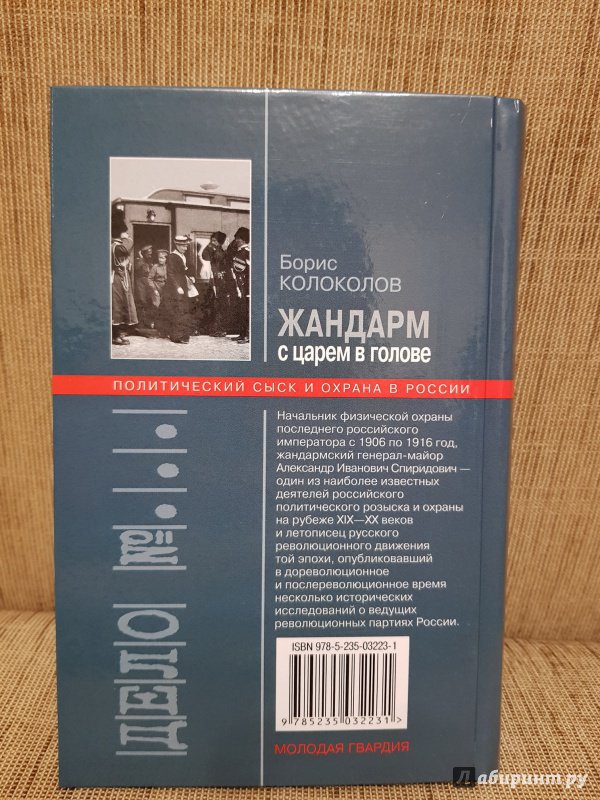 Борис
КОЛОКОЛОВ
ЖАНДАРМ
с царем в голове
ПОЛИТИЧЕСКИЙ СЫСК И ОХРАНА В РОССИИ
Начальник физической охраны
последнего российского
императора с 1906 по 1916 год,
жандармский генерал-майор
Александр Иванович Спиридович —
один из наиболее известных
деятелей российского
политического розыска и охраны
на рубеже XIX—XX веков
и летописец русского
революционного движения
той эпохи, опубликовавший
в дореволюционное
и послереволюционное время
несколько исторических
исследований о ведущих
революционных партиях России.
ДЕЛО №...
ISBN 978-5-235-03223-1
9 785235 032231 >
МОЛОДАЯ ГВАРДИЯ
Лабиринт.ру